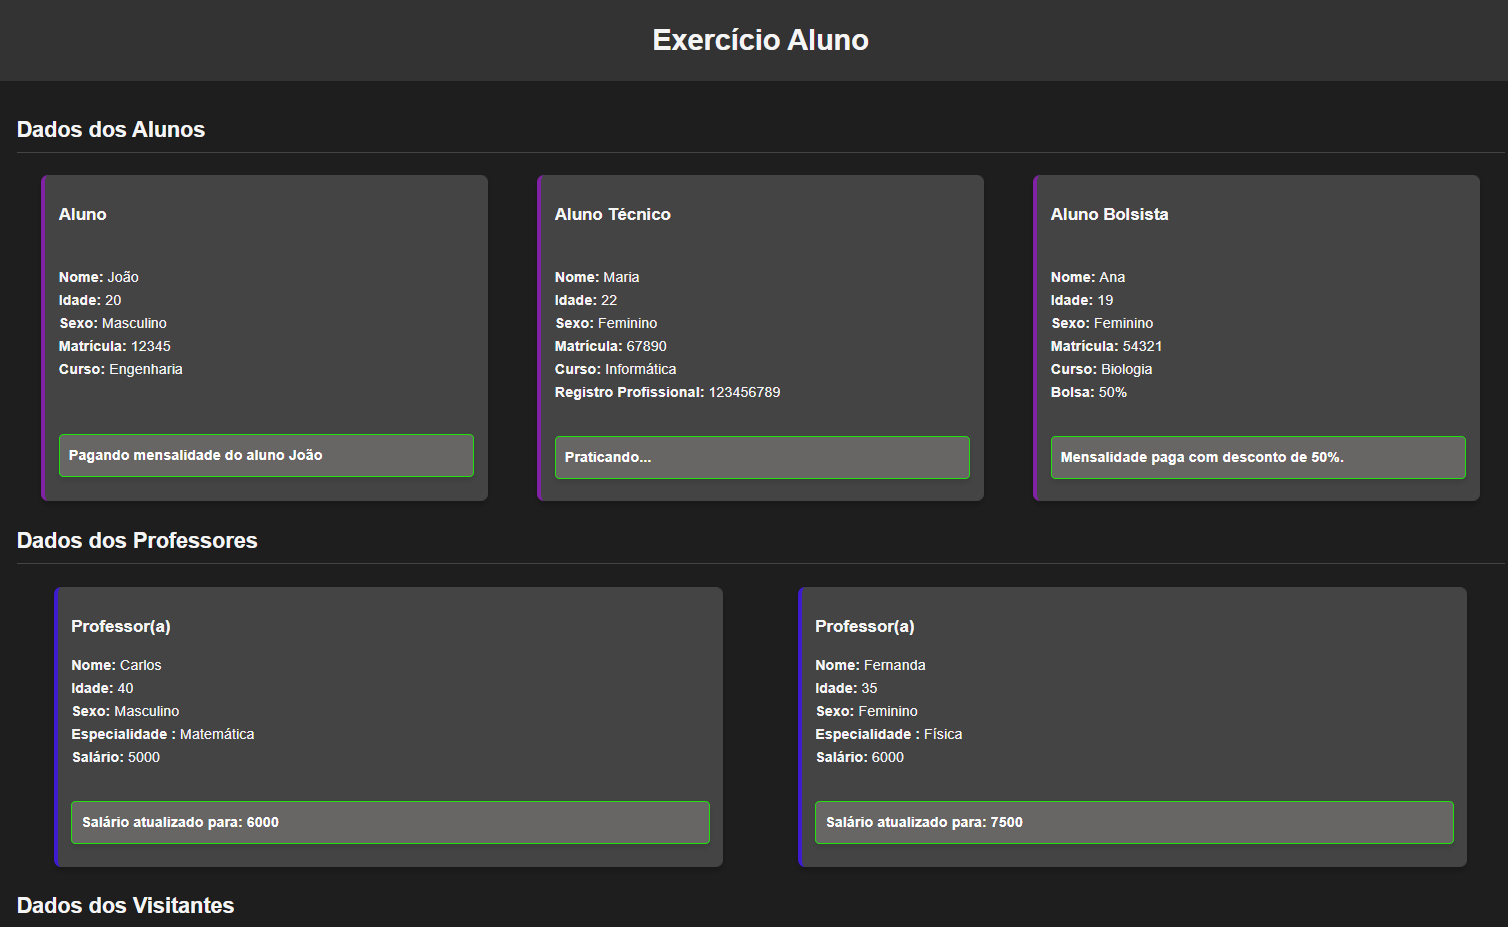 Exercício Aluno
Dados dos Alunos
Aluno
Nome: João
Idade: 20
Sexo: Masculino
Matrícula: 12345
Curso: Engenharia
Pagando mensalidade do aluno João
Aluno Técnico
Nome: Maria
Idade: 22
Sexo: Feminino
Matrícula: 67890
Curso: Informática
Registro Profissional: 123456789
Praticando...
Aluno Bolsista
Nome: Ana
Idade: 19
Sexo: Feminino
Matrícula: 54321
Curso: Biologia
Bolsa: 50%
Mensalidade paga com desconto de 50%.
Dados dos Professores
Professor(a)
Nome: Carlos
Idade: 40
Sexo: Masculino
Especialidade : Matemática
Salário: 5000
Salário atualizado para: 6000
Professor(a)
Nome: Fernanda
Idade: 35
Sexo: Feminino
Especialidade : Física
Salário: 6000
Salário atualizado para: 7500
Dados dos Visitantes